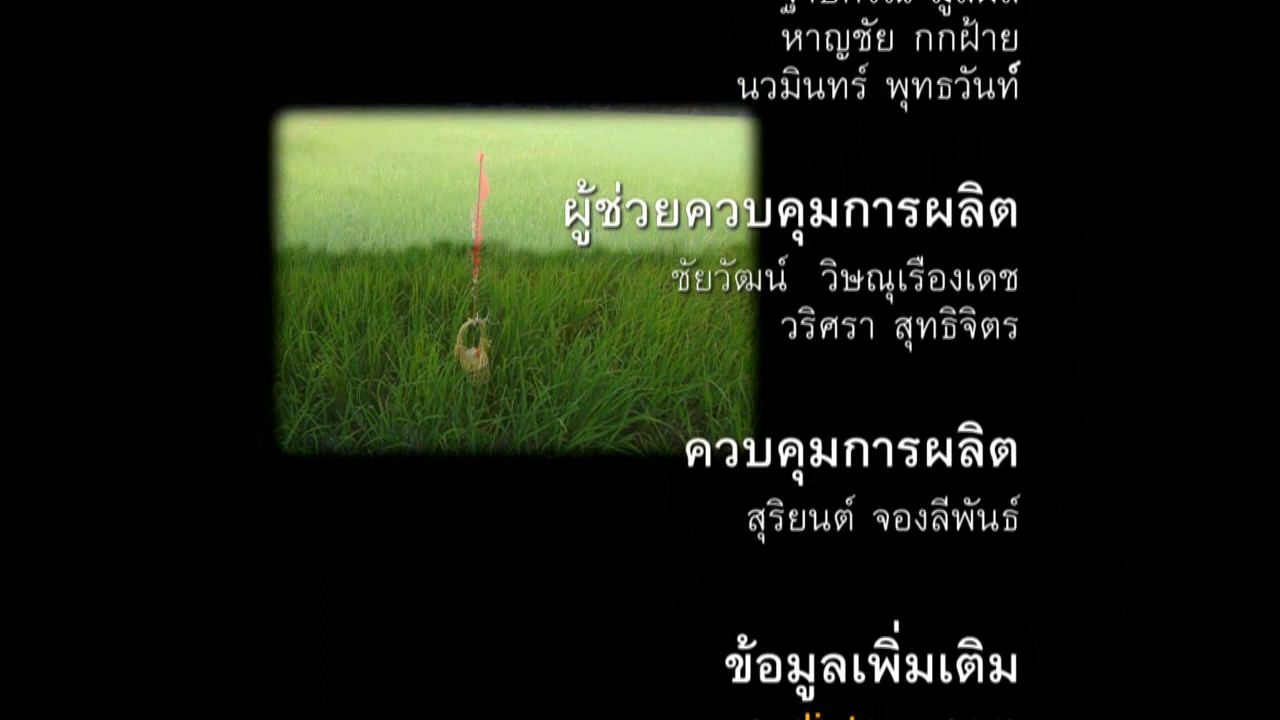 หาญชัย กกฝ้าย
นวมินทร์ พุทธวันท์
ผู้ช่วยควบคุมการผลิต
ชัยวัฒน์ วิษณุเรืองเดช
วริศรา สุทธิจิตร
ควบคุมการผลิต
สุริยนต์ จองลีพันธ์
ข้อมูลเพิ่มเติม